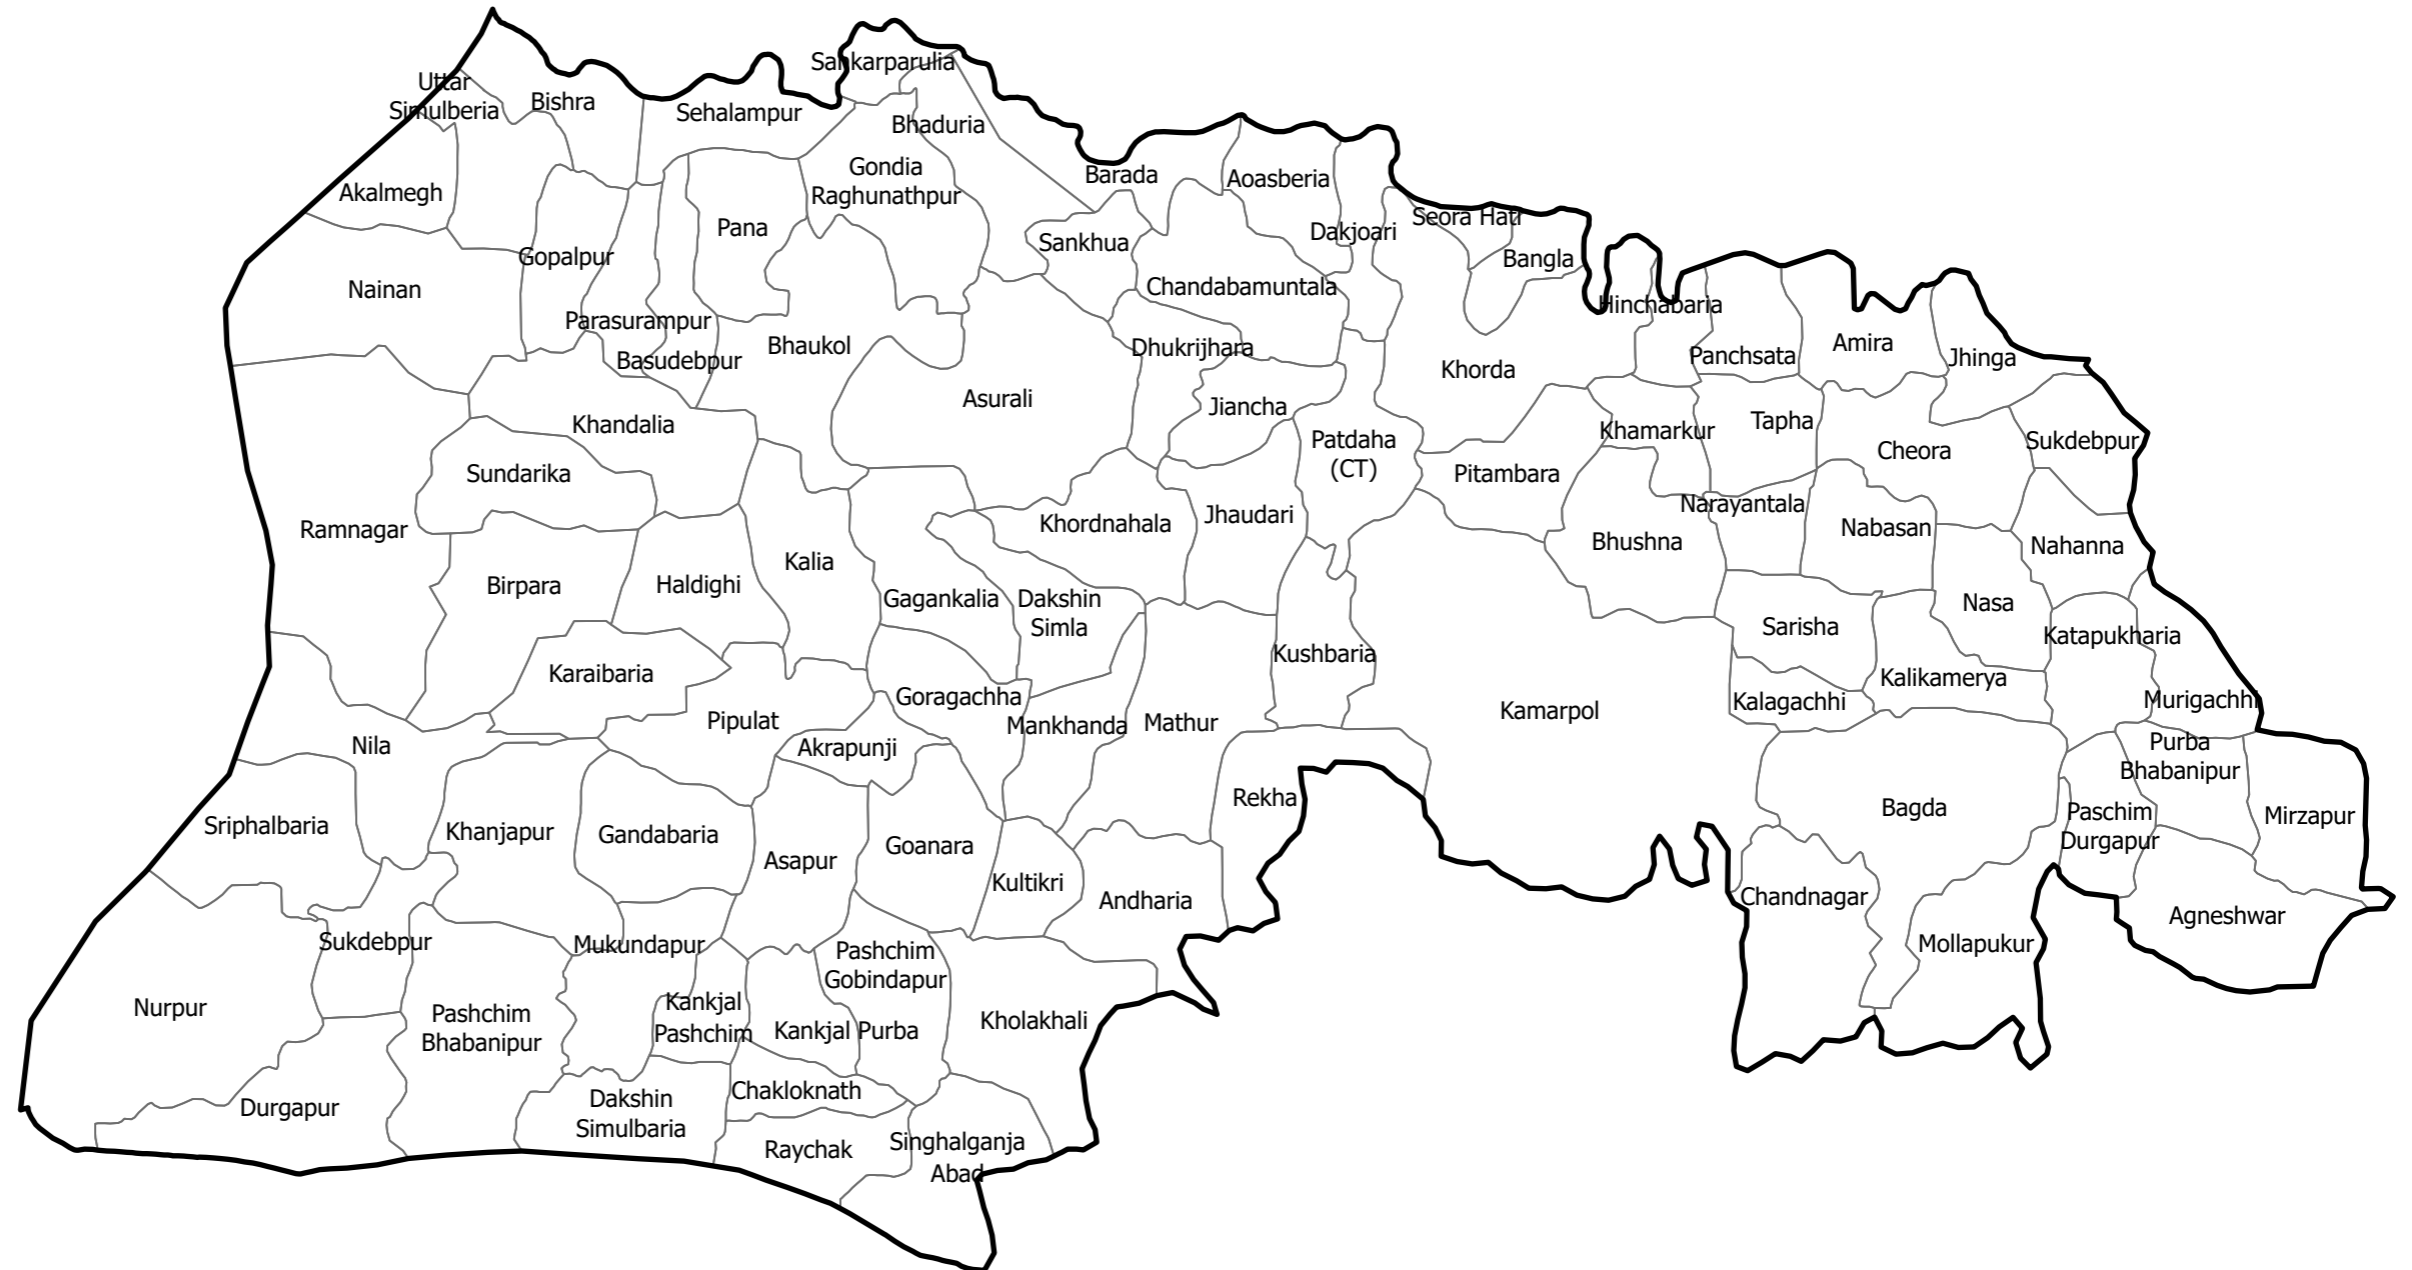 Sankarparulia
Uttar
Simulberia
Bishra
Sehalampur
Bhaduria
Gondia
Raghunathpur
Barada
Aoasberia
Akalmegh
Pana
Sankhua
Dakjoari
Seora Hati
Bangla
Gopalpur
Nainan
Chandabamuntala
Hinchabaria
Parasurampur
Basudebpur
Bhaukol
Dhukrijhara
Khorda
Panchsata
Amira
Jhinga
Asurali
Jiancha
Khandalia
Patdaha
(CT)
Khamarkur
Tapha
Cheora
Sukdebpur
Sundarika
Pitambara
Ramnagar
Khordnahala
Jhaudari
Narayantala
Nabasan
Bhushna
Nahanna
Kalia
Birpara
Haldighi
Gagankalia
Dakshin
Simla
Nasa
Sarisha
Katapukharia
Kushbaria
Karaibaria
Kalikamerya
Goragachha
Kalagachhi
Murigachhi
Kamarpol
Pipulat
Mankhanda
Mathur
Nila
Akrapunji
Purba
Bhabanipur
Rekha
Bagda
Paschim
Durgapur
Mirzapur
Sriphalbaria
Khanjapur
Gandabaria
Asapur
Goanara
Kultikri
Andharia
Chandnagar
Agneshwar
Sukdebpur
Mukundapur
Mollapukur
Pashchim
Gobindapur
Nurpur
Kankjal
Pashchim
Pashchim
Bhabanipur
Kankjal Purba
Kholakhali
Chakloknath
Durgapur
Dakshin
Simulbaria
Raychak
Singhalganja
Abad